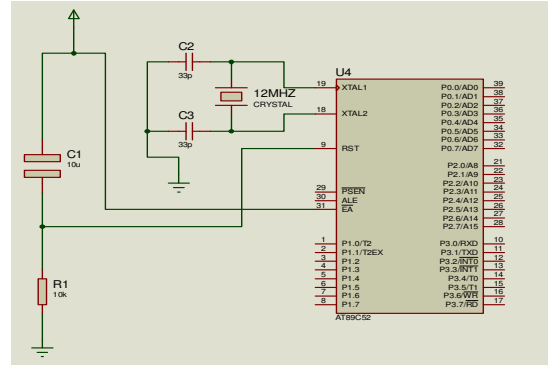 C2
33p
12MHZ
CRYSTAL
C3
33p
C1
10u
R1
10k
U4
19 XTAL1
18 XTAL2
9 RST
29 PSEN
30 ALE
31 EA
1 P1.0/T2
2 P1.1/T2EX
3 P1.2
4 P1.3
5 P1.4
6 P1.5
7 P1.6
8 P1.7
P0.0/AD0 39
P0.1/AD1 38
P0.2/AD2 37
P0.3/AD3 36
P0.4/AD4 35
P0.5/AD5 34
P0.6/AD6 33
P0.7/AD7 32
P2.0/A8 21
P2.1/A9 22
P2.2/A10 23
P2.3/A11 24
P2.4/A12 25
P2.5/A13 26
P2.6/A14 27
P2.7/A15 28
P3.0/RXD 10
P3.1/TXD 11
P3.2/INT0 12
P3.3/INT1 13
P3.4/T0 14
P3.5/T1 15
P3.6/WR 16
P3.7/RD 17
AT89C52